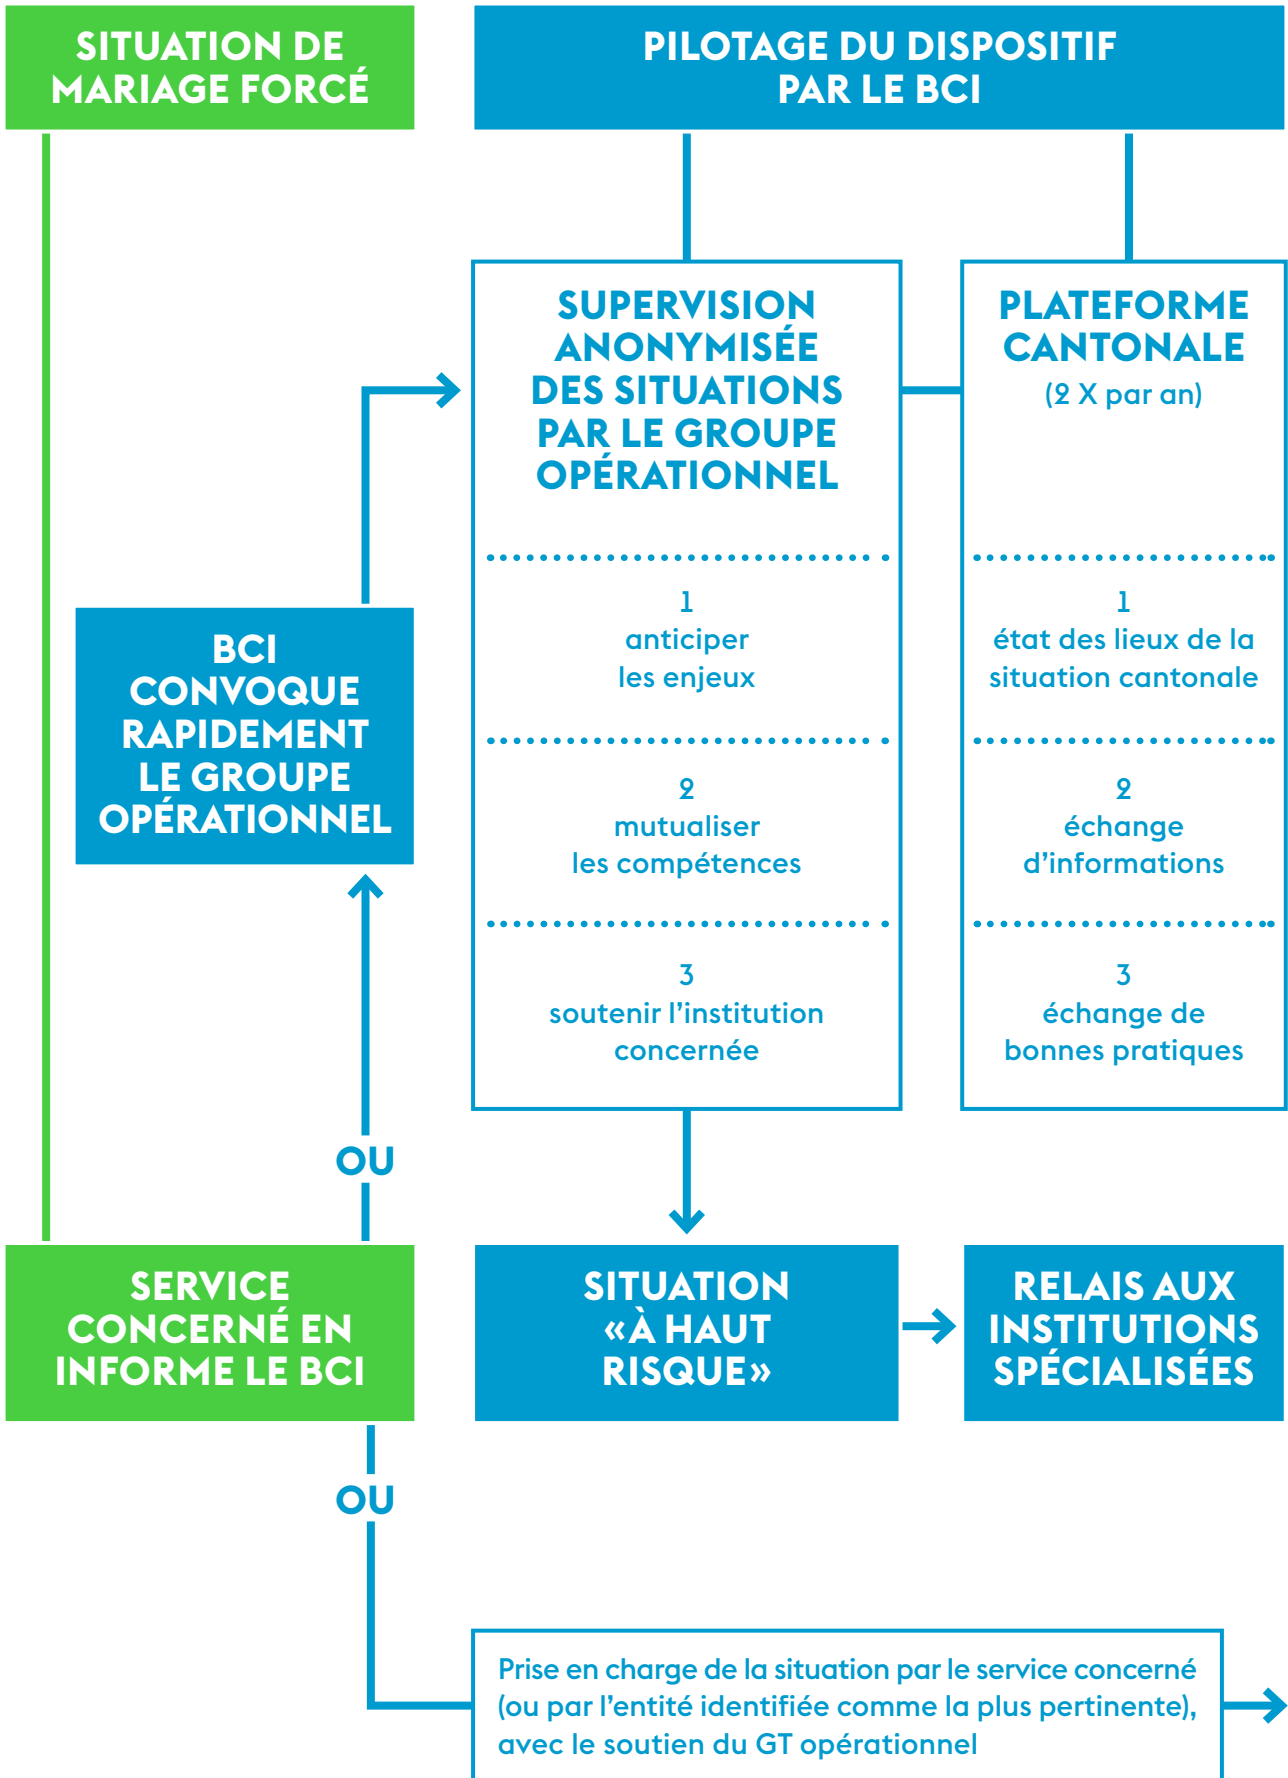 SITUATION DE
MARIAGE FORCÉ
PILOTAGE DU DISPOSITIF
PAR LE BCI
SUPERVISION
ANONYMISÉE
DES SITUATIONS
PAR LE GROUPE
OPÉRATIONNEL
1
anticiper
les enjeux
2
mutualiser
les compétences
3
soutenir l’institution
concernée
PLATEFORME
CANTONALE
(2 X par an)
1
état des lieux de la
situation cantonale
2
échange
d’informations
3
échange de
bonnes pratiques
BCI
CONVOQUE
RAPIDEMENT
LE GROUPE
OPÉRATIONNEL
OU
SERVICE
CONCERNÉ EN
INFORME LE BCI
SITUATION
«À HAUT
RISQUE»
RELAIS AUX
INSTITUTIONS
SPÉCIALISÉES
OU
Prise en charge de la situation par le service concerné
(ou par l’entité identifiée comme la plus pertinente),
avec le soutien du GT opérationnel